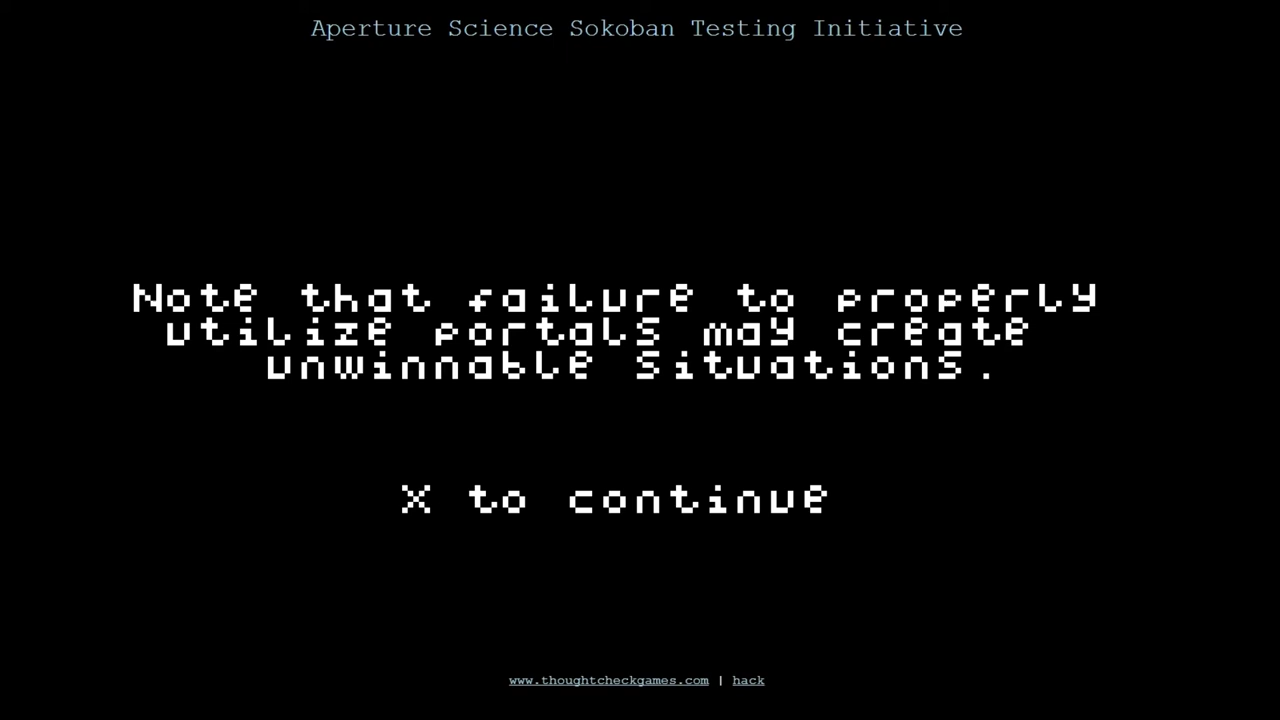 Aperture Science Sokoban Testing Initiative
Note that failure to properly
utilize portals may create
unwinnable situations.
X to continue
www.thoughtcheckgames.com | hack